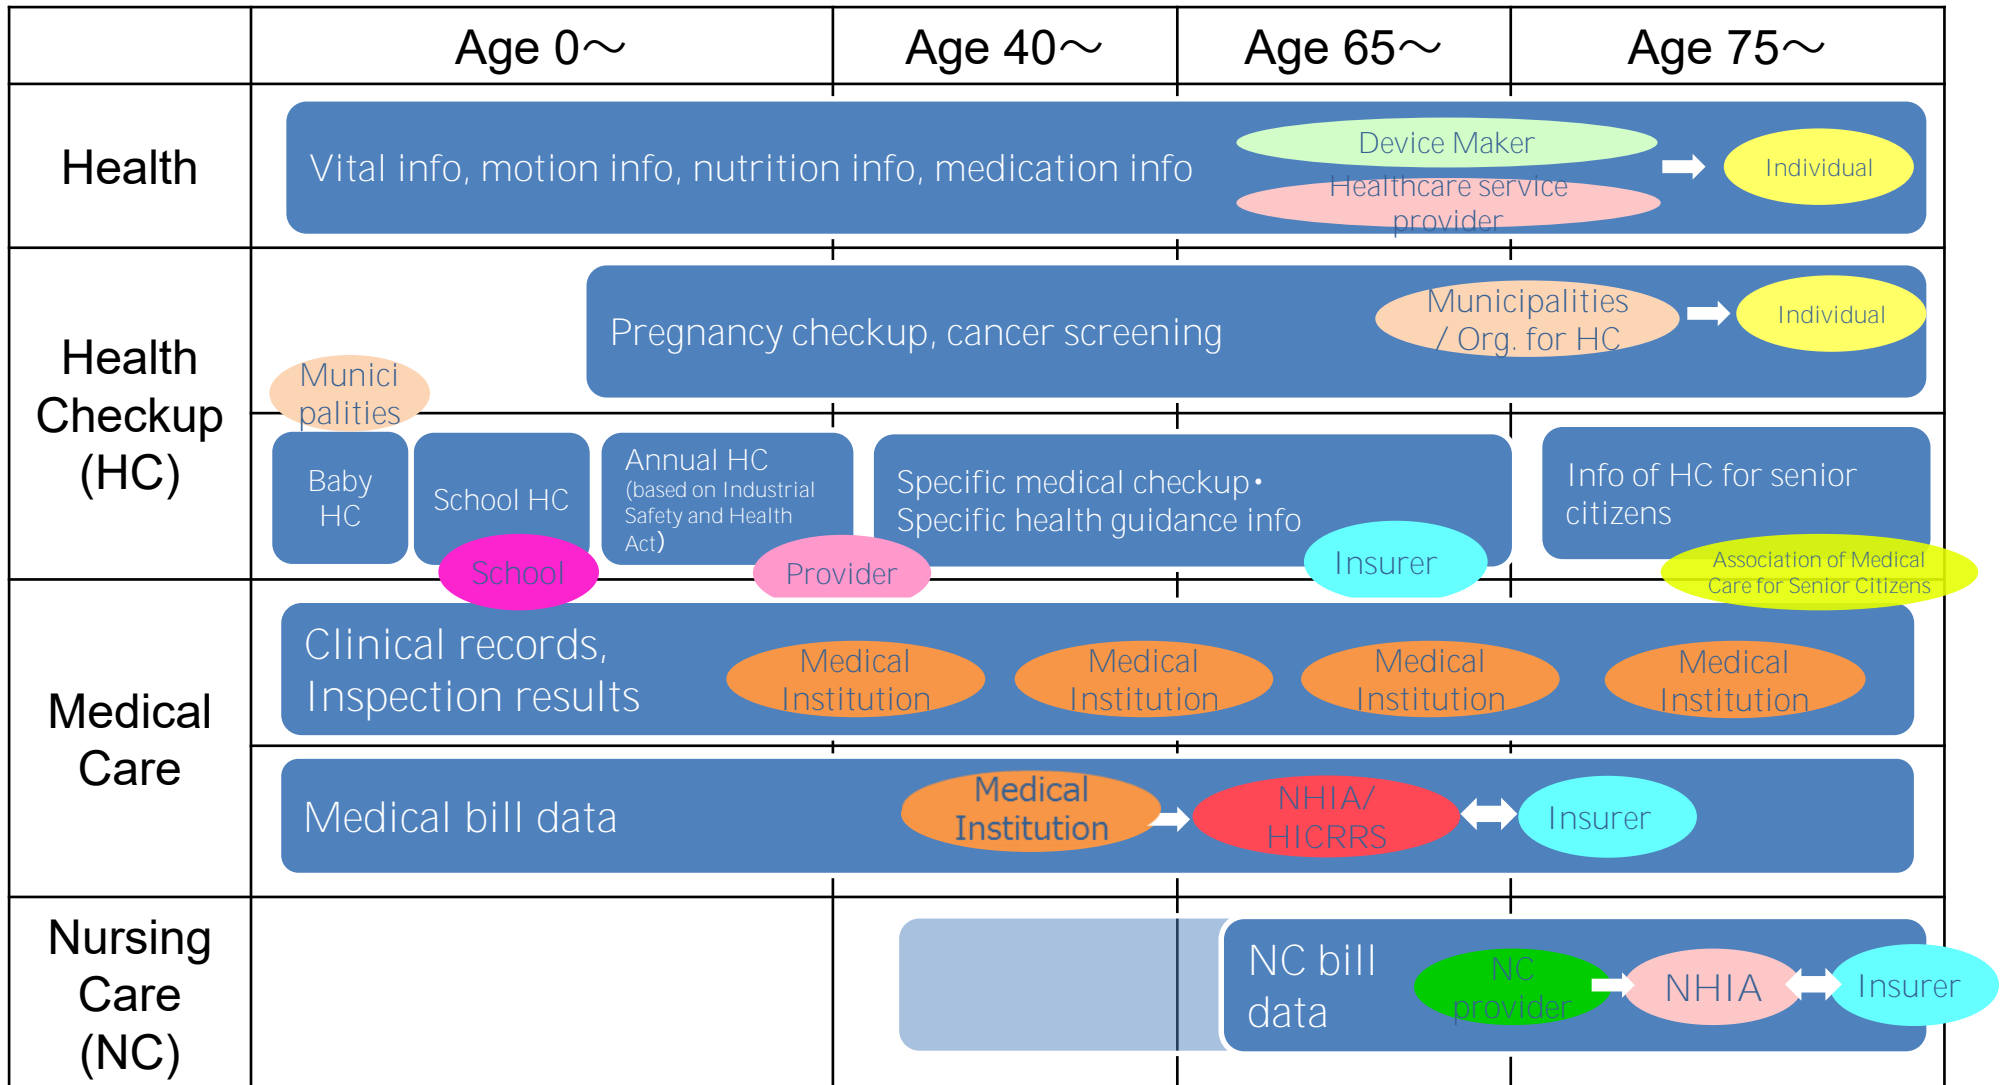 Age 0～
Age 40～
Age 65～
Age 75～
Health
Vital info, motion info, nutrition info, medication info
Device Maker
Healthcare service
provider
Individual
Health
Checkup
(HC)
Pregnancy checkup, cancer screening
Municipalities
/ Org. for HC
Individual
Munici
palities
Baby
HC
School HC
School
Annual HC
(based on Industrial
Safety and Health
Act)
Provider
Specific medical checkup・
Specific health guidance info
Insurer
Info of HC for senior
citizens
Association of Medical
Care for Senior Citizens
Medical
Care
Clinical records,
Inspection results
Medical
Institution
Medical
Institution
Medical
Institution
Medical
Institution
Medical bill data
Medical
Institution
NHIA/
HICRRS
Insurer
Nursing
Care
(NC)
NC bill
data
NC
provider
NHIA
Insurer